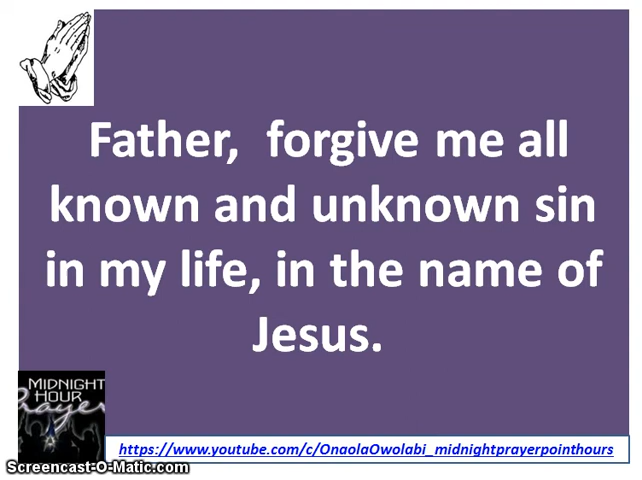 Father,  forgive me all
known and unknown sin
in my life, in the name of
Jesus.
MIDNIGHT
HOUR
Prayer
https://www.youtube.com/c/OnaolaOwolabi_midnightprayerpointhours
Screencast-O-Matic.com